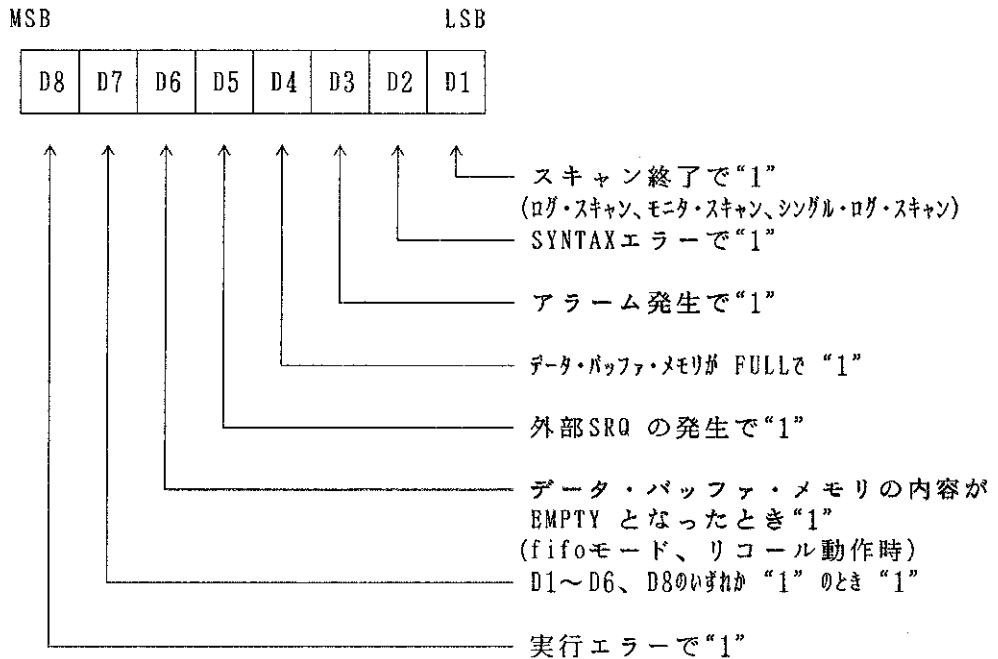 MSB LSB
D8 D7 D6 D5 D4 D3 D2 D1
スキャン終了で“1”
(ログ・スキャン、モニタ・スキャン、シングル・ログ・スキャン)
SYNTAXエラーで“1”
アラーム発生で“1”
データ・バッファ・メモリが FULLで “1”
外部SRQ の発生で“1”
データ・バッファ・メモリの内容が
EMPTY となったとき“1”
(fifoモード、リコール動作時)
D1～D6、D8のいずれか “1” のとき “1”
実行エラーで“1”